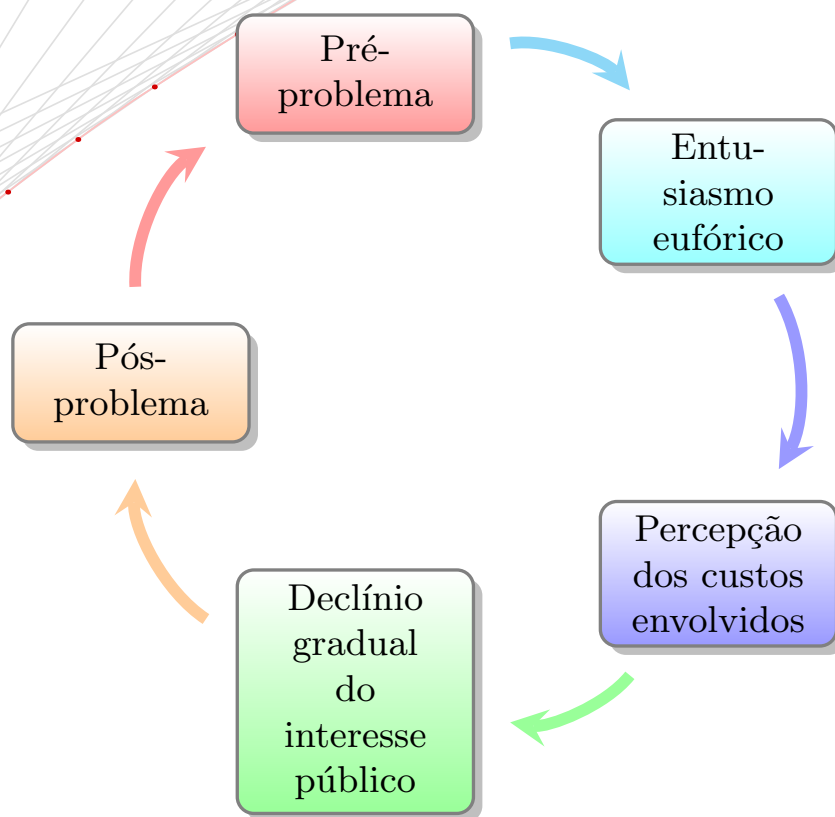 Pré-
problema
Entu-
siasmo
eufórico
Percepção
dos custos
envolvidos
Declínio
gradual
do
interesse
público
Pós-
problema